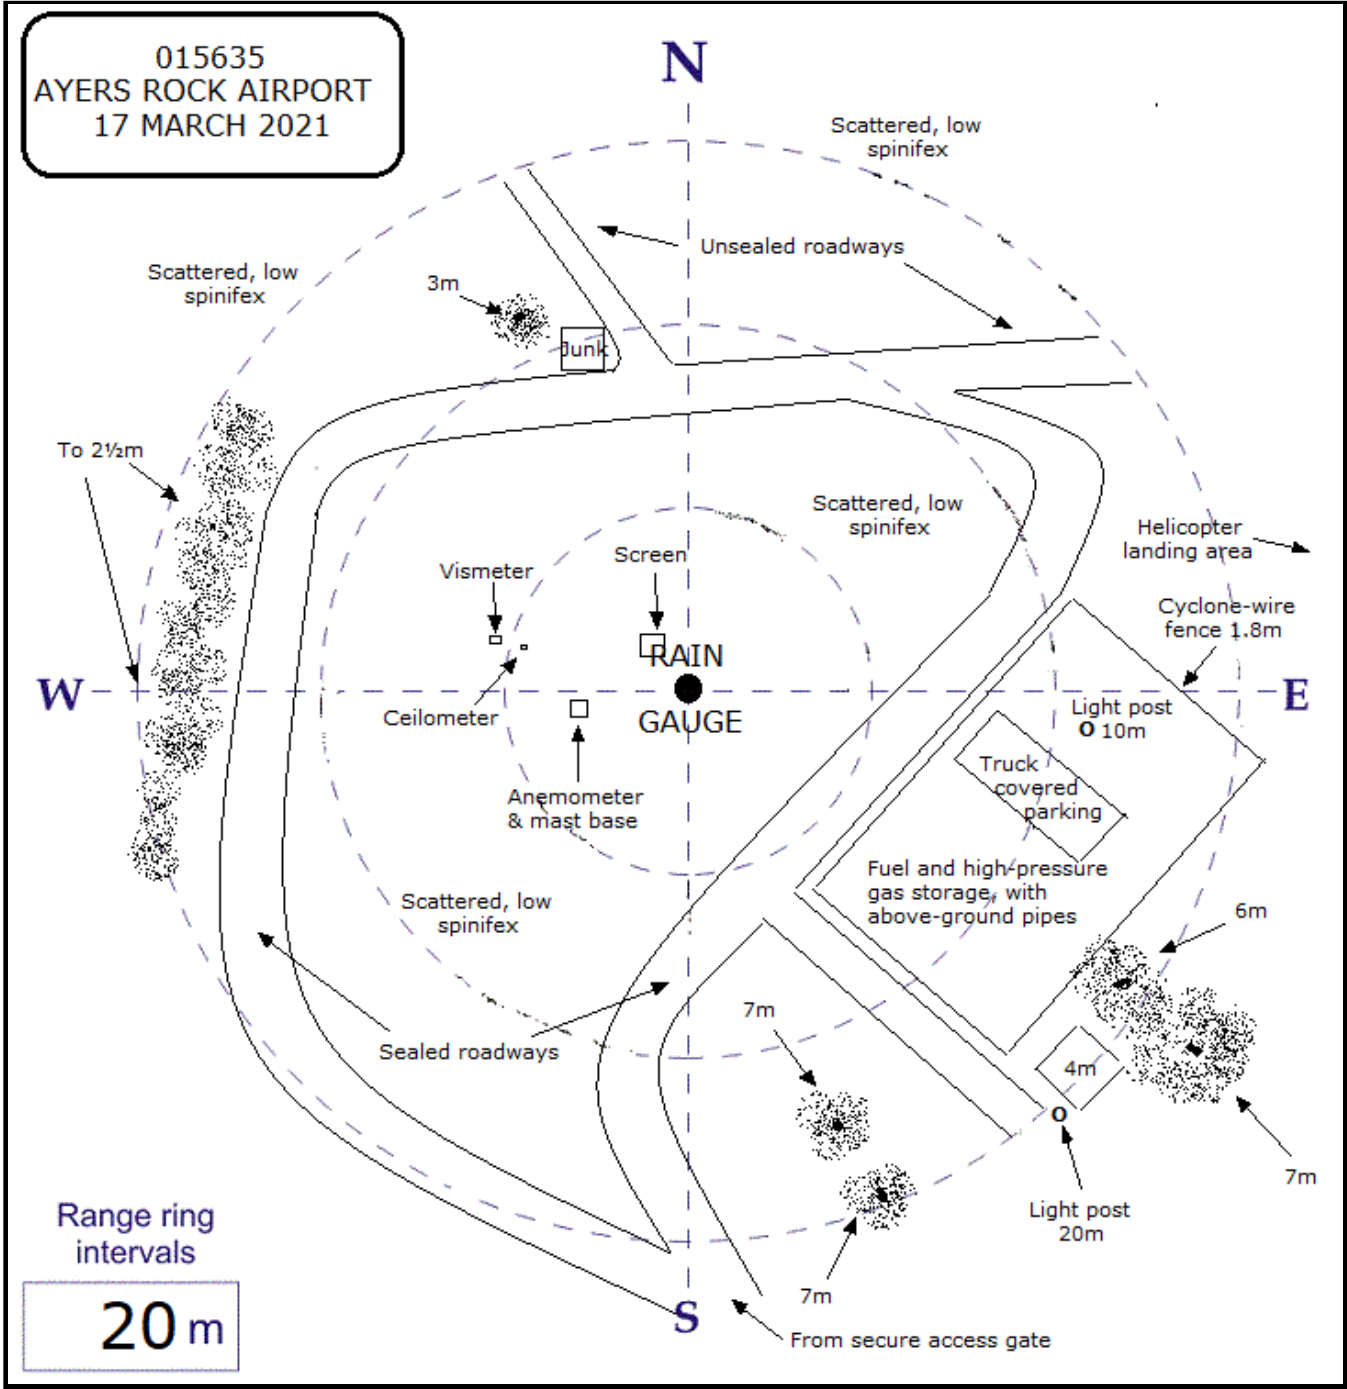 015635
AYERS ROCK AIRPORT
17 MARCH 2021
N
Scattered, low
spinifex
Unsealed roadways
Scattered, low
spinifex
3m
Junk
To 2½m
Scattered, low
spinifex
Helicopter
landing area
Screen
Vismeter
Cyclone-wire
fence 1.8m
RAIN
GAUGE
W
E
Ceilometer
Light post
O 10m
Truck
covered
parking
Anemometer
& mast base
Fuel and high-pressure
gas storage, with
above-ground pipes
Scattered, low
spinifex
6m
7m
Sealed roadways
4m
O
7m
Light post
20m
Range ring
intervals
20 m
7m
S
From secure access gate